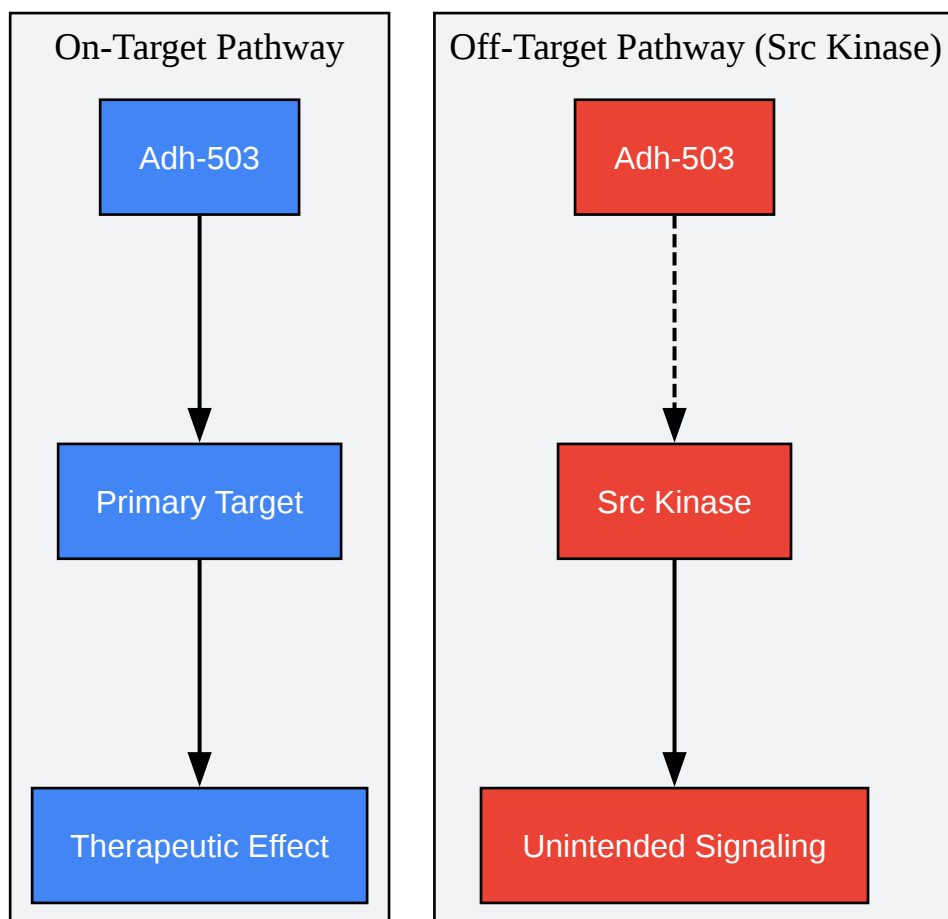 On-Target Pathway
Adh-503
Primary Target
Therapeutic Effect
Off-Target Pathway (Src Kinase)
Adh-503
Src Kinase
Unintended Signaling